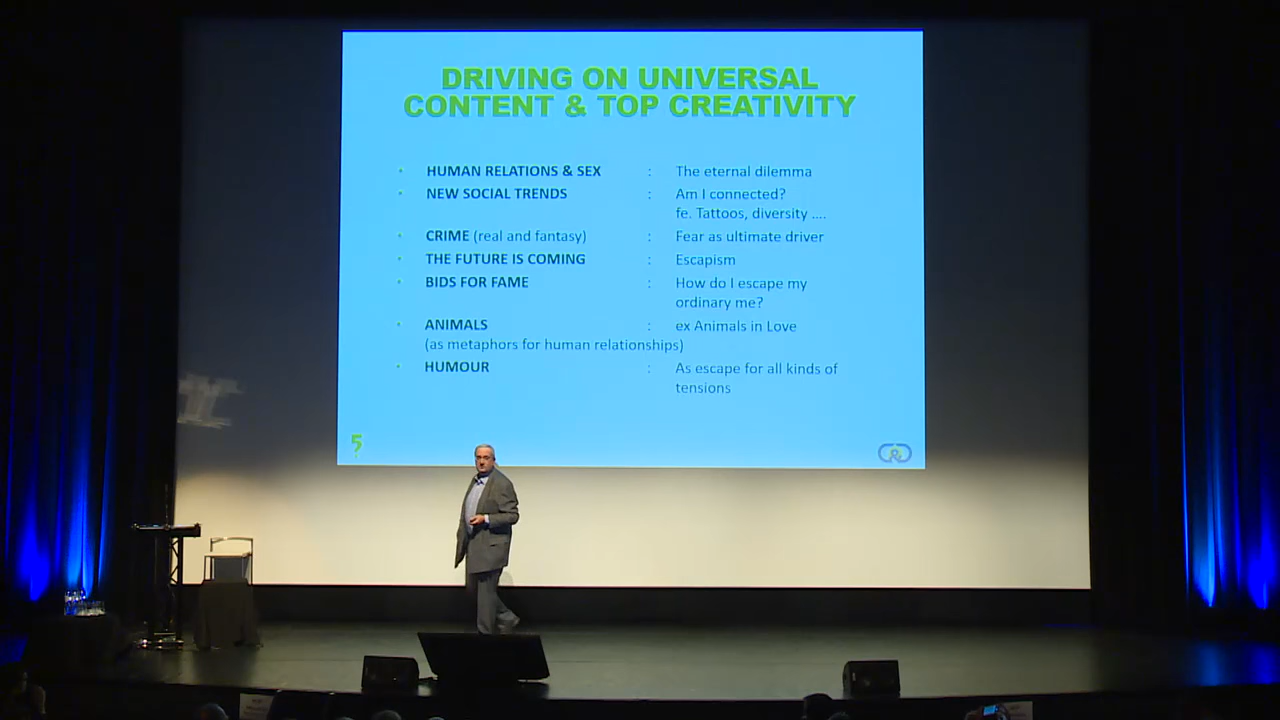 DRIVING ON UNIVERSAL
CONTENT & TOP CREATIVITY
• HUMAN RELATIONS & SEX : The eternal dilemma
• NEW SOCIAL TRENDS : Am I connected?
fe. Tattoos, diversity ....
• CRIME (real and fantasy) : Fear as ultimate driver
• THE FUTURE IS COMING : Escapism
• BIDS FOR FAME : How do I escape my
ordinary me?
• ANIMALS : ex Animals in Love
(as metaphors for human relationships)
• HUMOUR : As escape for all kinds of
tensions
5